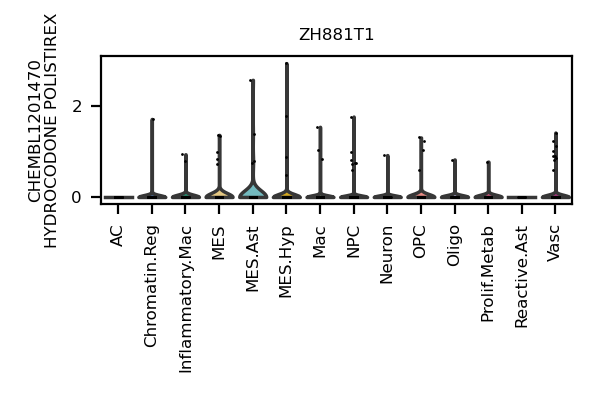 ZH881T1
CHEMBL1201470
HYDROCODONE POLISTIREX
2
0
AC
Chromatin.Reg
Inflammatory.Mac
MES
MES.Ast
MES.Hyp
Mac
NPC
Neuron
OPC
Oligo
Prolif.Metab
Reactive.Ast
Vasc